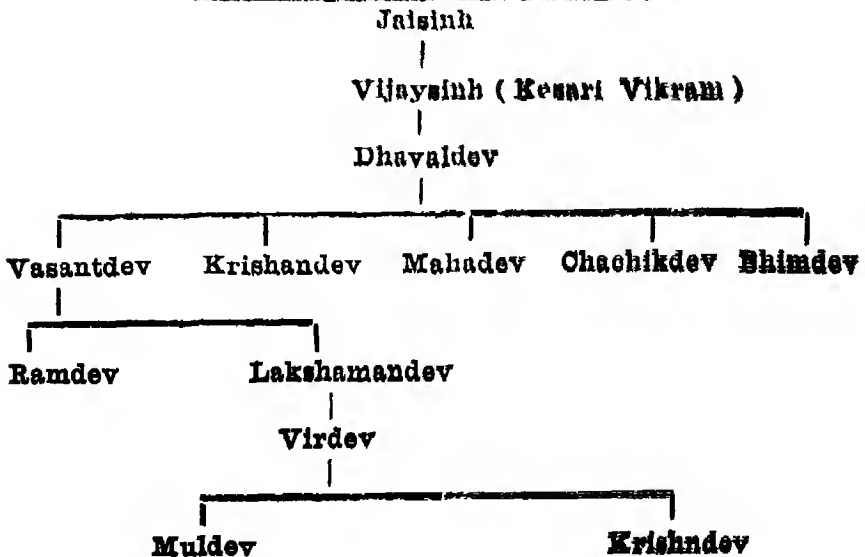 Jaisinh
Vijaysinh ( Kesari Vikram )
Dhavaldev
Vasantdev Krishandev Mahadev Chachikdev Bhimdev
Ramdev Lakshamandev
Virdev
Muldev Krishndev